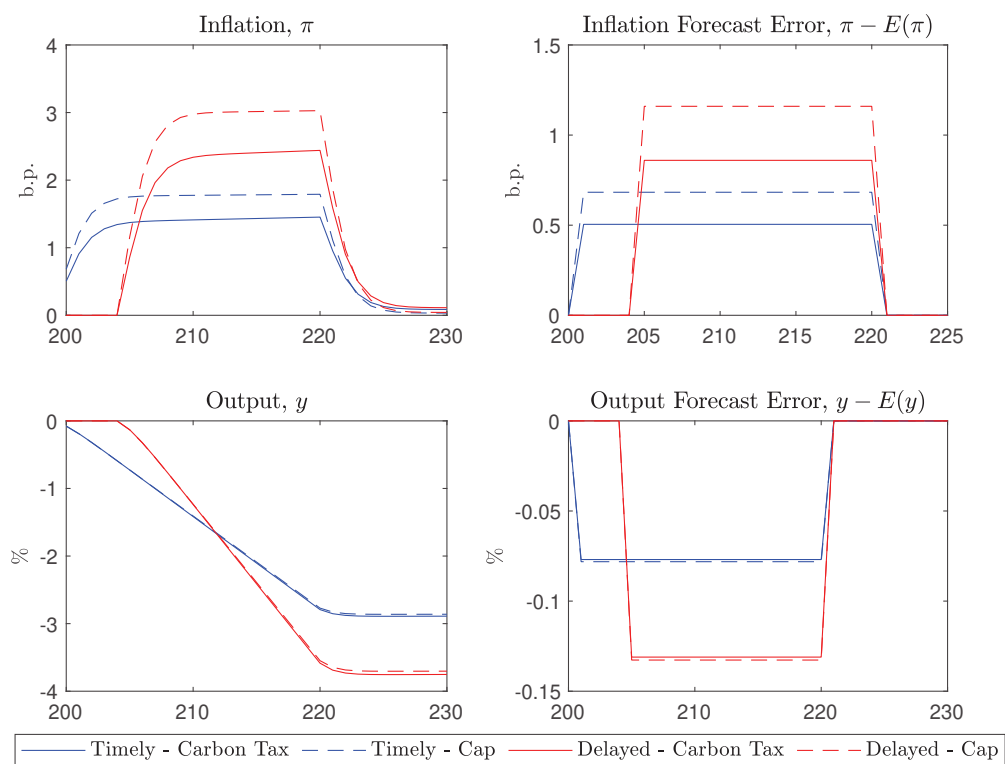 Inflation, π
4
3
2
1
0
b.p.
200 210 220 230
Inflation Forecast Error, π − E(π)
1.5
1
0.5
0
b.p.
200 205 210 215 220 225
Output, y
0
-1
-2
-3
-4
%
200 210 220 230
Output Forecast Error, y − E(y)
0
-0.05
-0.1
-0.15
%
200 210 220 230
Timely - Carbon Tax Timely - Cap Delayed - Carbon Tax Delayed - Cap